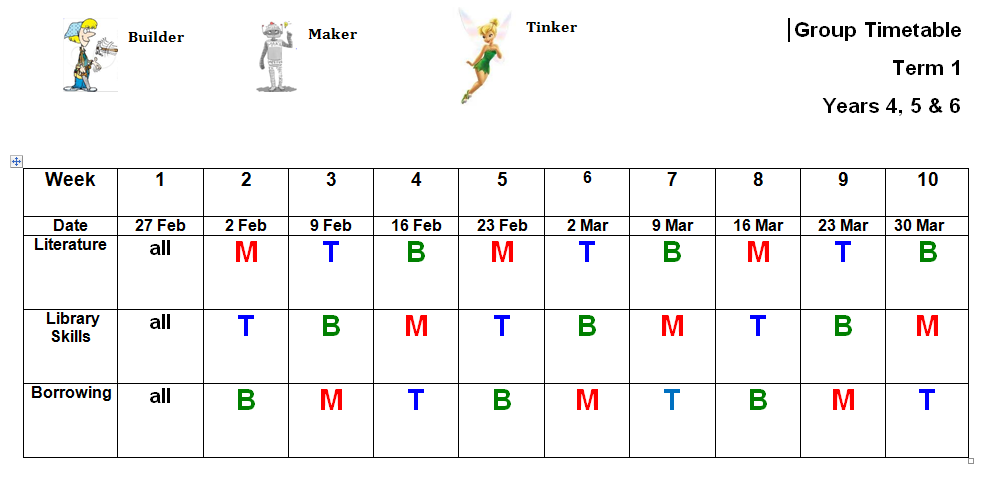 Builder
Maker
Tinker
Group Timetable
Term 1
Years 4, 5 & 6
Week 1 2 3 4 5 6 7 8 9 10
Date 27 Feb 2 Feb 9 Feb 16 Feb 23 Feb 2 Mar 9 Mar 16 Mar 23 Mar 30 Mar
Literature all M T B M T B M T B
Library
Skills all T B M T B M T B M
Borrowing all B M T B M T B M T